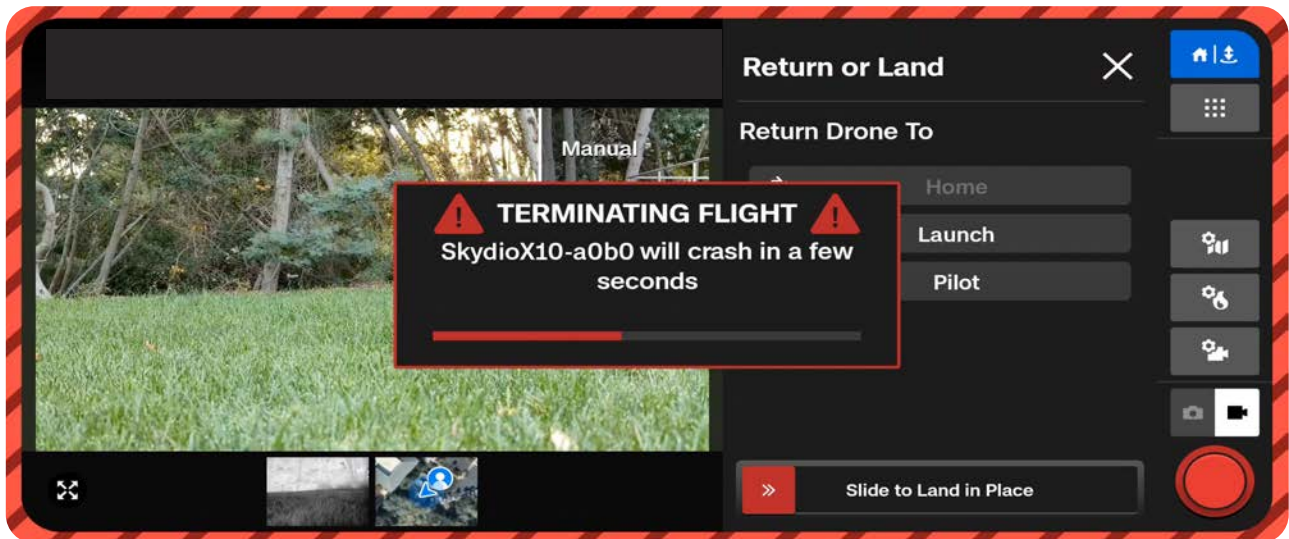 Return or Land
Return Drone To
Manual
Home
TERMINATING FLIGHT
SkydioX10-a0b0 will crash in a few
seconds
Launch
Pilot
Slide to Land in Place